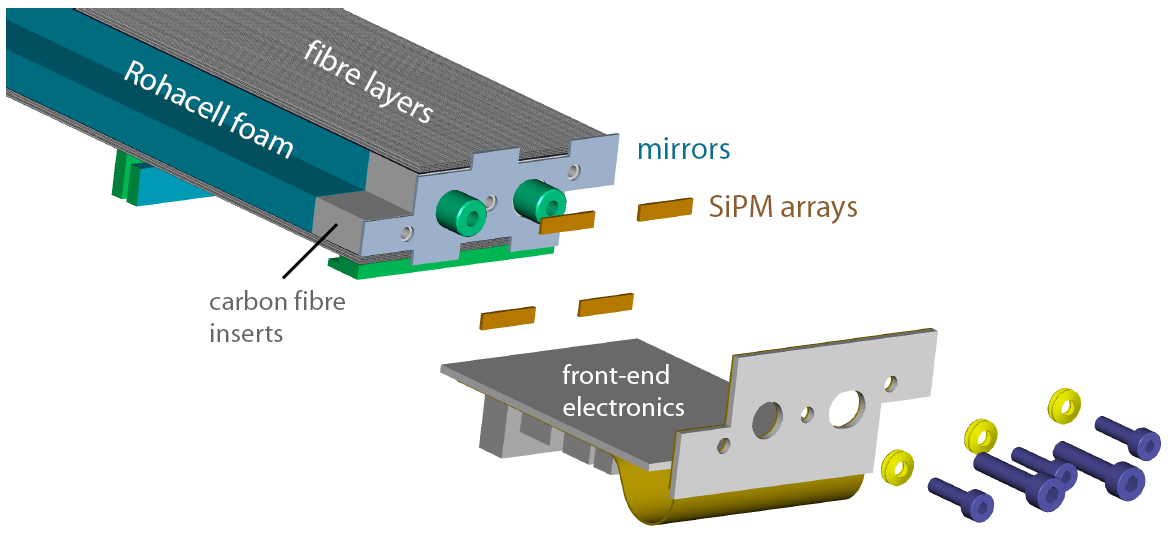 fibre layers
Rohacell foam
mirrors
SiPM arrays
carbon fibre
inserts
front-end
electronics